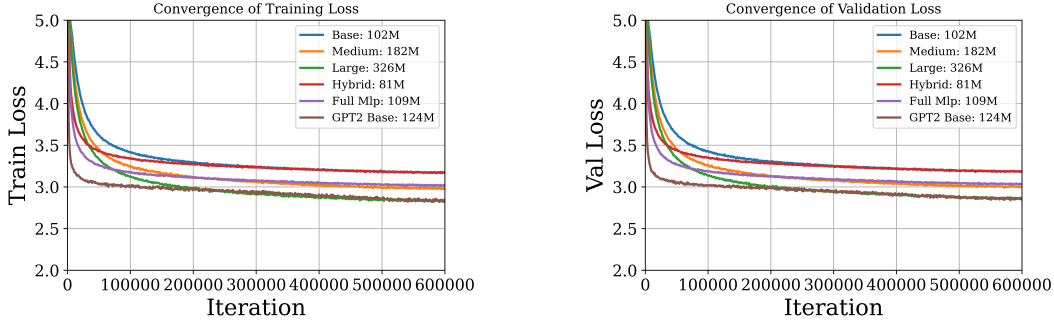 Convergence of Training Loss
Train Loss
5.0
4.5
4.0
3.5
3.0
2.5
2.0
Base: 102M
Medium: 182M
Large: 326M
Hybrid: 81M
Full Mlp: 109M
GPT2 Base: 124M
0 100000 200000 300000 400000 500000 600000
Iteration
Convergence of Validation Loss
Val Loss
5.0
4.5
4.0
3.5
3.0
2.5
2.0
Base: 102M
Medium: 182M
Large: 326M
Hybrid: 81M
Full Mlp: 109M
GPT2 Base: 124M
0 100000 200000 300000 400000 500000 600000
Iteration